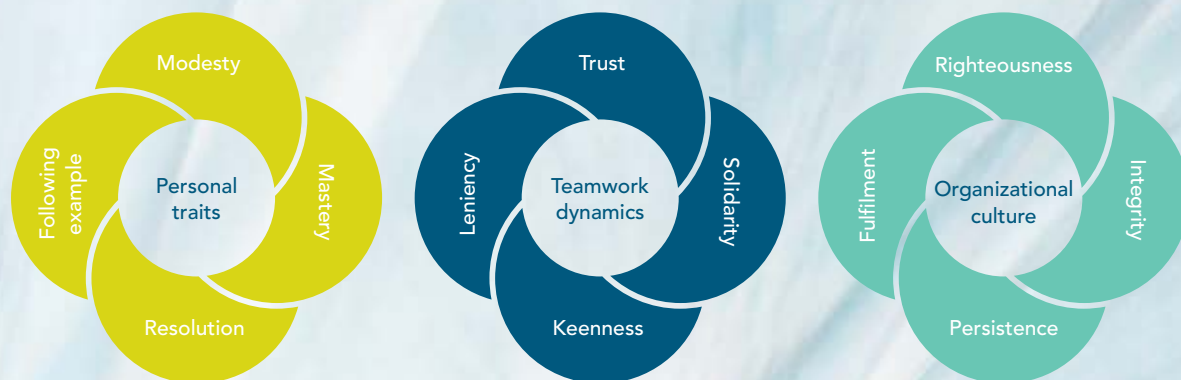 Modesty
Following
example
Personal
traits
Mastery
Resolution
Trust
Leniency
Teamwork
dynamics
Solidarity
Keenness
Righteousness
Fulfilment
Organizational
culture
Integrity
Persistence